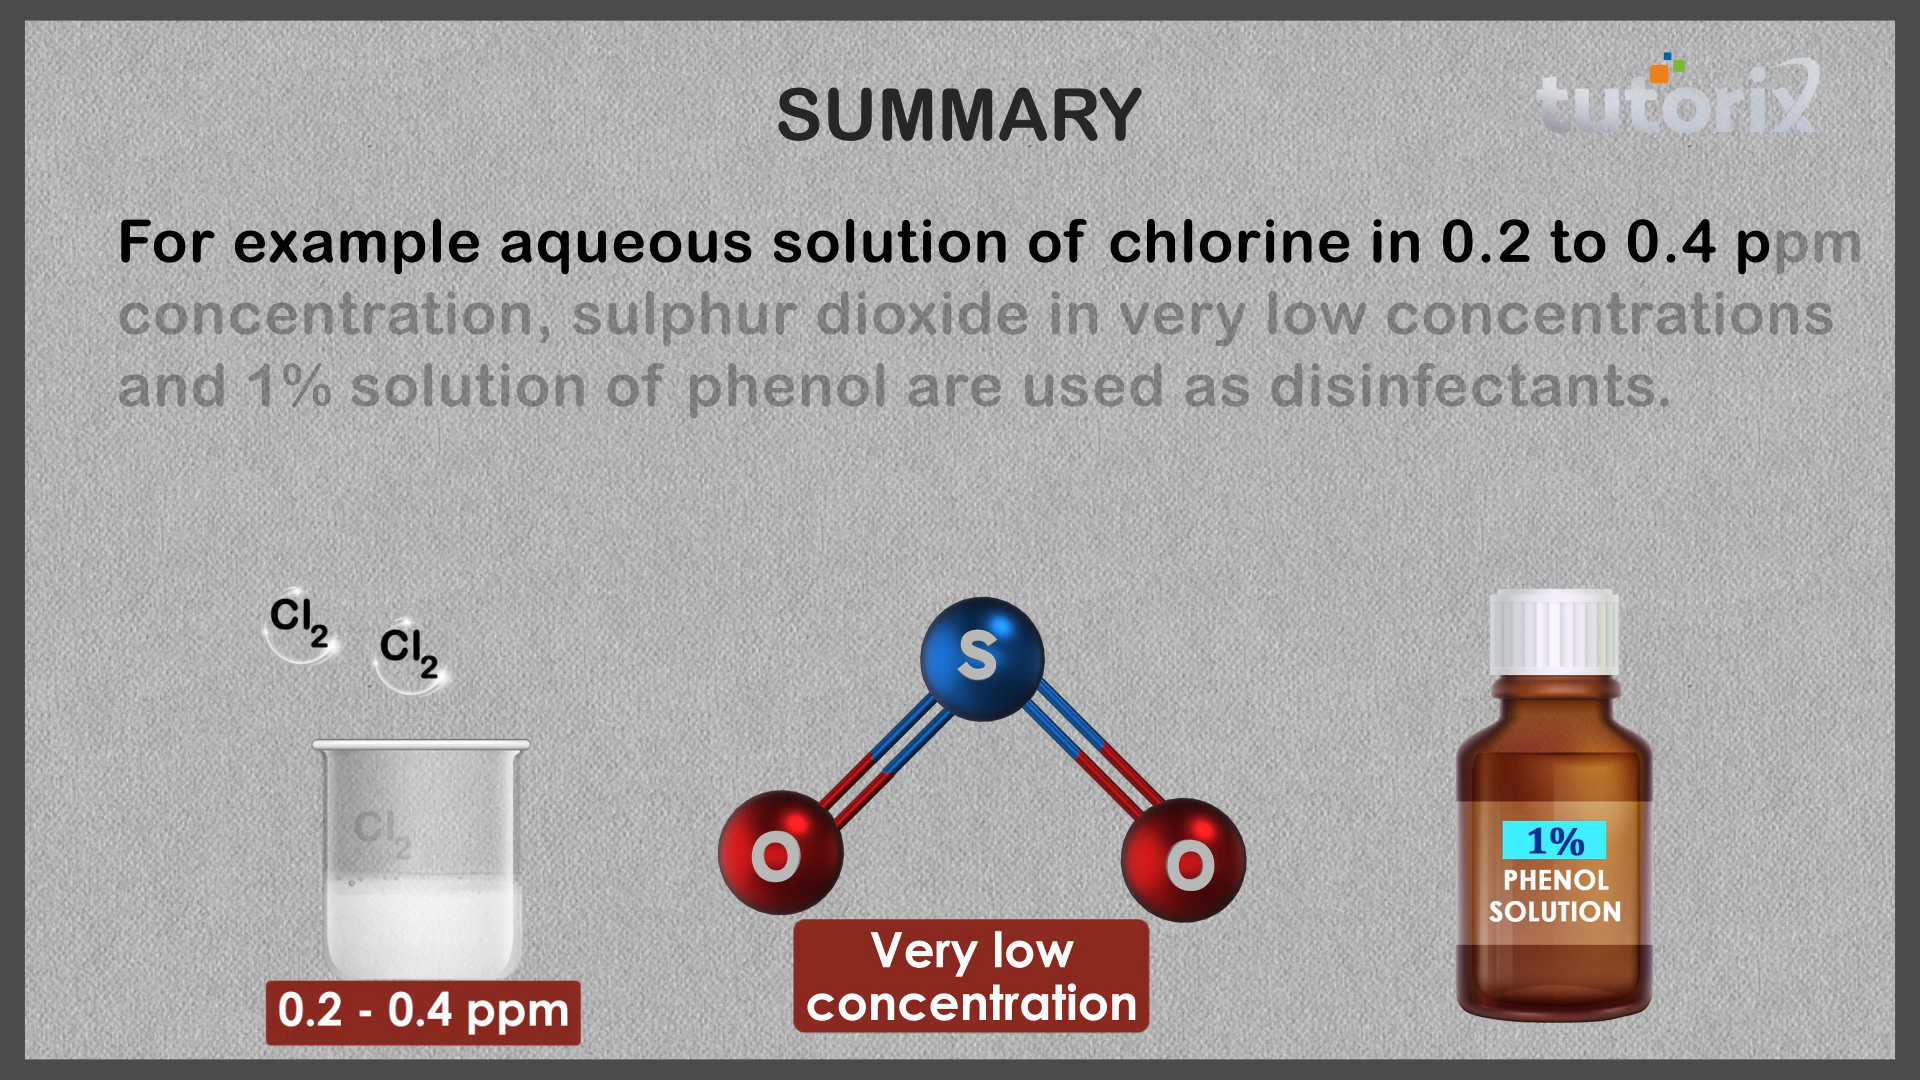 tutorix
SUMMARY
For example aqueous solution of chlorine in 0.2 to 0.4 ppm
concentration, sulphur dioxide in very low concentrations
and 1% solution of phenol are used as disinfectants.
Cl₂
Cl₂
Cl₂
0.2 - 0.4 ppm
S
O
O
Very low
concentration
1%
PHENOL
SOLUTION